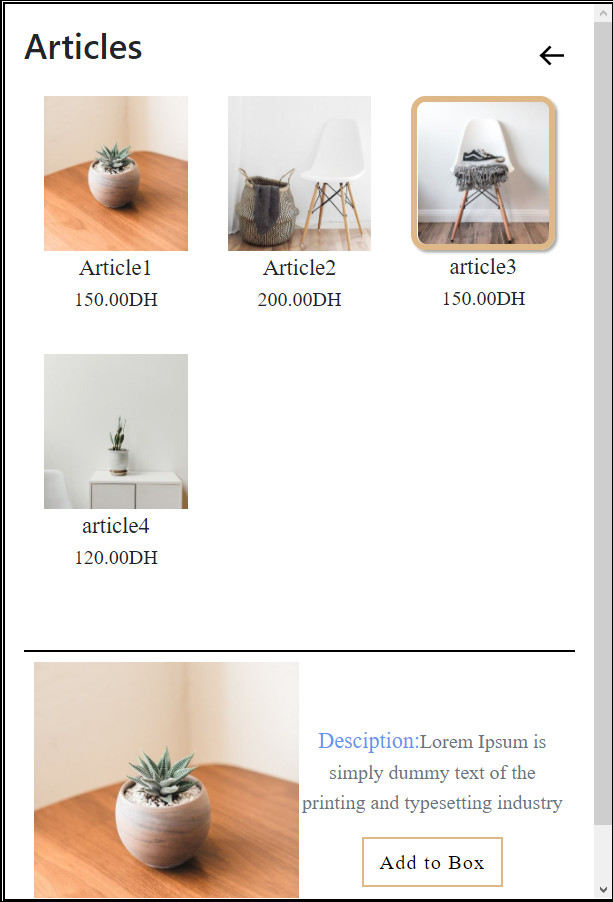 Articles
Article1
150.00DH
Article2
200.00DH
article3
150.00DH
article4
120.00DH
Desciption:Lorem Ipsum is
simply dummy text of the
printing and typesetting industry
Add to Box